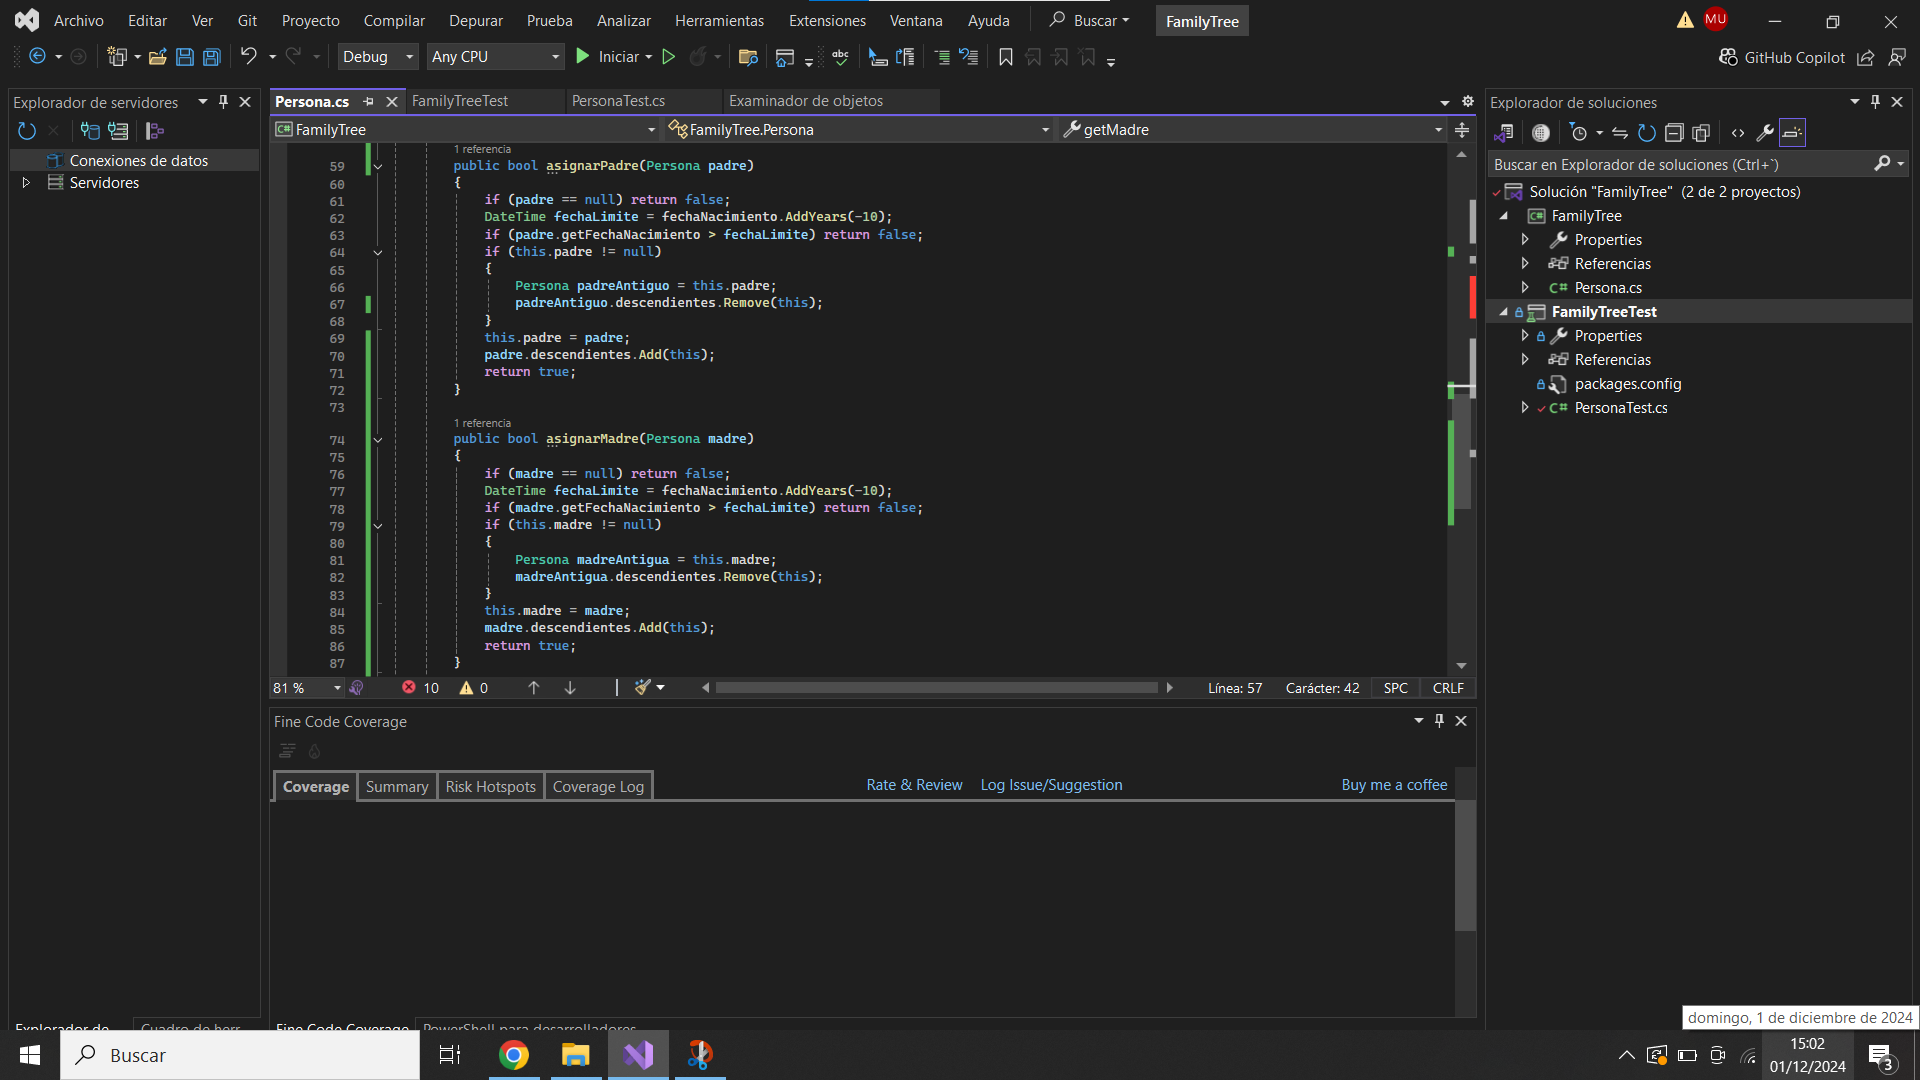 Archivo Editar Ver Git Proyecto Compilar Depurar Prueba Analizar Herramientas Extensiones Ventana Ayuda Buscar FamilyTree MU
Debug Any CPU Iniciar abc GitHub Copilot
Explorador de servidores
Conexiones de datos
Servidores
Persona.cs FamilyTreeTest PersonaTest.cs Examinador de objetos
C# FamilyTree FamilyTree.Persona getMadre
1 referencia
59 public bool asignarPadre(Persona padre)
60 {
61 if (padre == null) return false;
62 DateTime fechaLimite = fechaNacimiento.AddYears(-10);
63 if (padre.getFechaNacimiento > fechaLimite) return false;
64 if (this.padre != null)
65 {
66 Persona padreAntiguo = this.padre;
67 padreAntiguo.descendientes.Remove(this);
68 }
69 this.padre = padre;
70 padre.descendientes.Add(this);
71 return true;
72 }
73
1 referencia
74 public bool asignarMadre(Persona madre)
75 {
76 if (madre == null) return false;
77 DateTime fechaLimite = fechaNacimiento.AddYears(-10);
78 if (madre.getFechaNacimiento > fechaLimite) return false;
79 if (this.madre != null)
80 {
81 Persona madreAntigua = this.madre;
82 madreAntigua.descendientes.Remove(this);
83 }
84 this.madre = madre;
85 madre.descendientes.Add(this);
86 return true;
87 }
81 % 10 0 Línea: 57 Carácter: 42 SPC CRLF
Fine Code Coverage
Coverage Summary Risk Hotspots Coverage Log Rate & Review Log Issue/Suggestion Buy me a coffee
Explorador de soluciones
Buscar en Explorador de soluciones (Ctrl+`)
Solución "FamilyTree" (2 de 2 proyectos)
C# FamilyTree
Properties
Referencias
C# Persona.cs
FamilyTreeTest
Properties
Referencias
packages.config
C# PersonaTest.cs
Explorador de ... Cuadro de herr... Fine Code Coverage PowerShell para desarrolladores
domingo, 1 de diciembre de 2024
Buscar
15:02
01/12/2024
3